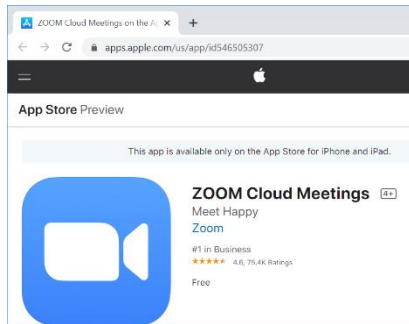 ZOOM Cloud Meetings on the A
apps.apple.com/us/app/id546505307
App Store Preview
This app is available only on the App Store for iPhone and iPad.
ZOOM Cloud Meetings 4+
Meet Happy
Zoom
#1 in Business
4.6, 75.4K Ratings
Free